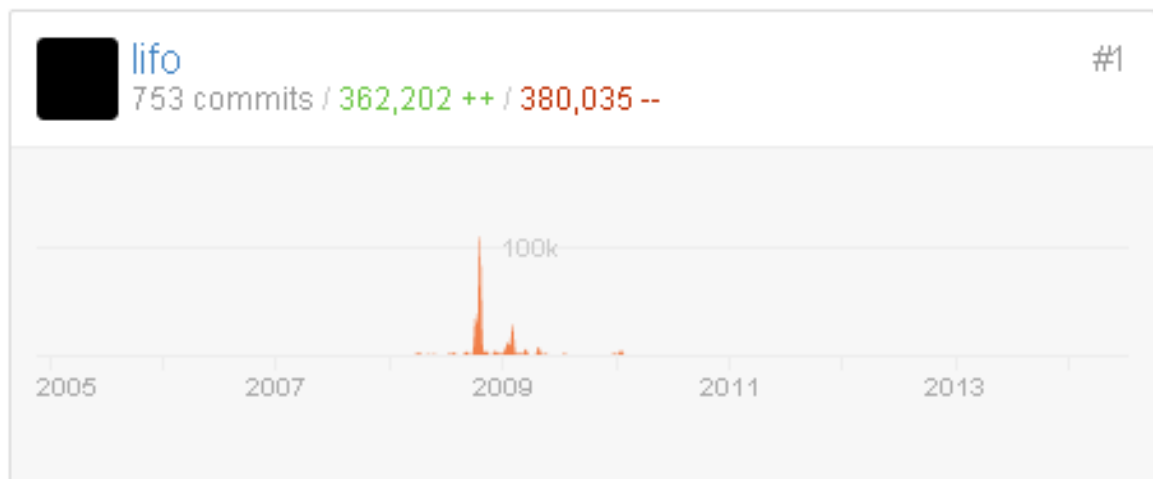 lifo #1
753 commits / 362,202 ++ / 380,035 --
100k
2005 2007 2009 2011 2013